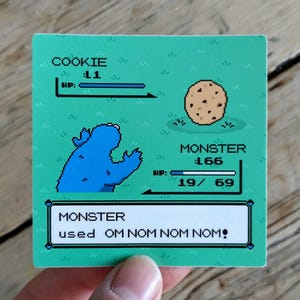 COOKIE
:L1
HP:
MONSTER
:L66
HP:
19/ 69
MONSTER
used OM NOM NOM NOM!